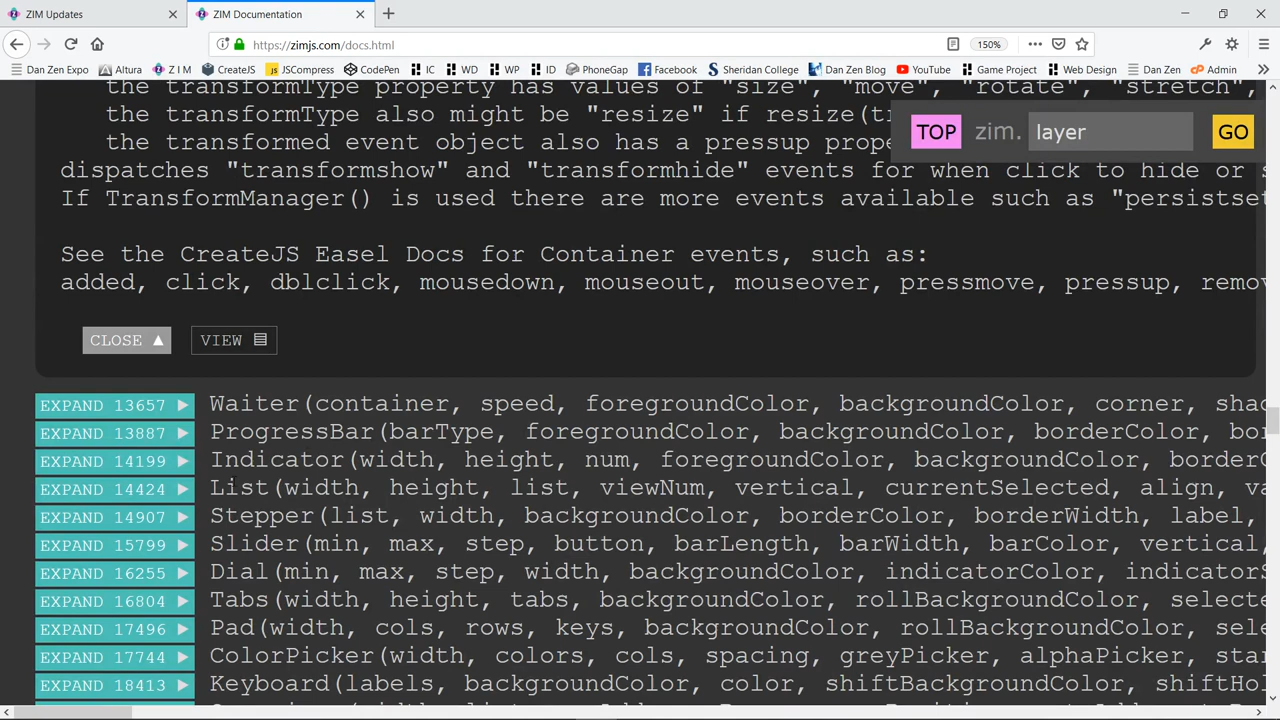 ZIM Updates
ZIM Documentation
https://zimjs.com/docs.html
150%
Dan Zen Expo
Altura
Z I M
CreateJS
JSCompress
CodePen
IC
WD
WP
ID
PhoneGap
Facebook
Sheridan College
Dan Zen Blog
YouTube
Game Project
Web Design
Dan Zen
Admin
the transformType property has values of "size", "move", "rotate", "stretch",
the transformType also might be "resize" if resize(t
TOP zim. layer GO
the transformed event object also has a pressup prop
dispatches "transformshow" and "transformhide" events for when click to hide or s
If TransformManager() is used there are more events available such as "persistset
See the CreateJS Easel Docs for Container events, such as:
added, click, dblclick, mousedown, mouseout, mouseover, pressmove, pressup, remo
CLOSE ▲ VIEW
EXPAND 13657 ▶ Waiter(container, speed, foregroundColor, backgroundColor, corner, sha
EXPAND 13887 ▶ ProgressBar(barType, foregroundColor, backgroundColor, borderColor, bor
EXPAND 14199 ▶ Indicator(width, height, num, foregroundColor, backgroundColor, borderC
EXPAND 14424 ▶ List(width, height, list, viewNum, vertical, currentSelected, align, va
EXPAND 14907 ▶ Stepper(list, width, backgroundColor, borderColor, borderWidth, label,
EXPAND 15799 ▶ Slider(min, max, step, button, barLength, barWidth, barColor, vertical,
EXPAND 16255 ▶ Dial(min, max, step, width, backgroundColor, indicatorColor, indicatorS
EXPAND 16804 ▶ Tabs(width, height, tabs, backgroundColor, rollBackgroundColor, selecte
EXPAND 17496 ▶ Pad(width, cols, rows, keys, backgroundColor, rollBackgroundColor, sele
EXPAND 17744 ▶ ColorPicker(width, colors, cols, spacing, greyPicker, alphaPicker, star
EXPAND 18413 ▶ Keyboard(labels, backgroundColor, color, shiftBackgroundColor, shiftHo